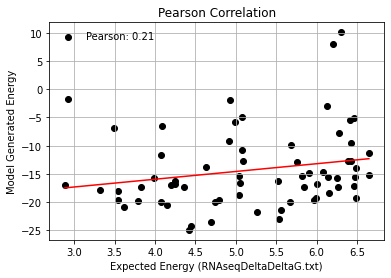 Pearson Correlation
Pearson: 0.21
10
5
0
−5
−10
−15
−20
−25
Model Generated Energy
3.0 3.5 4.0 4.5 5.0 5.5 6.0 6.5
Expected Energy (RNAseqDeltaDeltaG.txt)